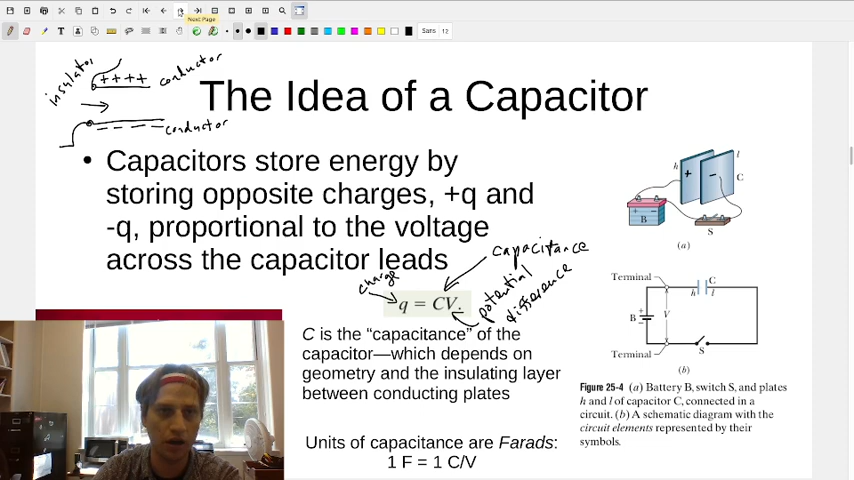 Next Page
Sans 12
insulator
++++
conductor
conductor
The Idea of a Capacitor
• Capacitors store energy by
storing opposite charges, +q and
-q, proportional to the voltage
across the capacitor leads
capacitance
charge
potential
difference
q = CV.
C is the “capacitance” of the
capacitor—which depends on
geometry and the insulating layer
between conducting plates
Units of capacitance are Farads:
1 F = 1 C/V
h
l
+
–
C
+ –
B
S
(a)
Terminal
C
h l
B
+
–
V
S
Terminal
(b)
Figure 25-4 (a) Battery B, switch S, and plates
h and l of capacitor C, connected in a
circuit. (b) A schematic diagram with the
circuit elements represented by their
symbols.